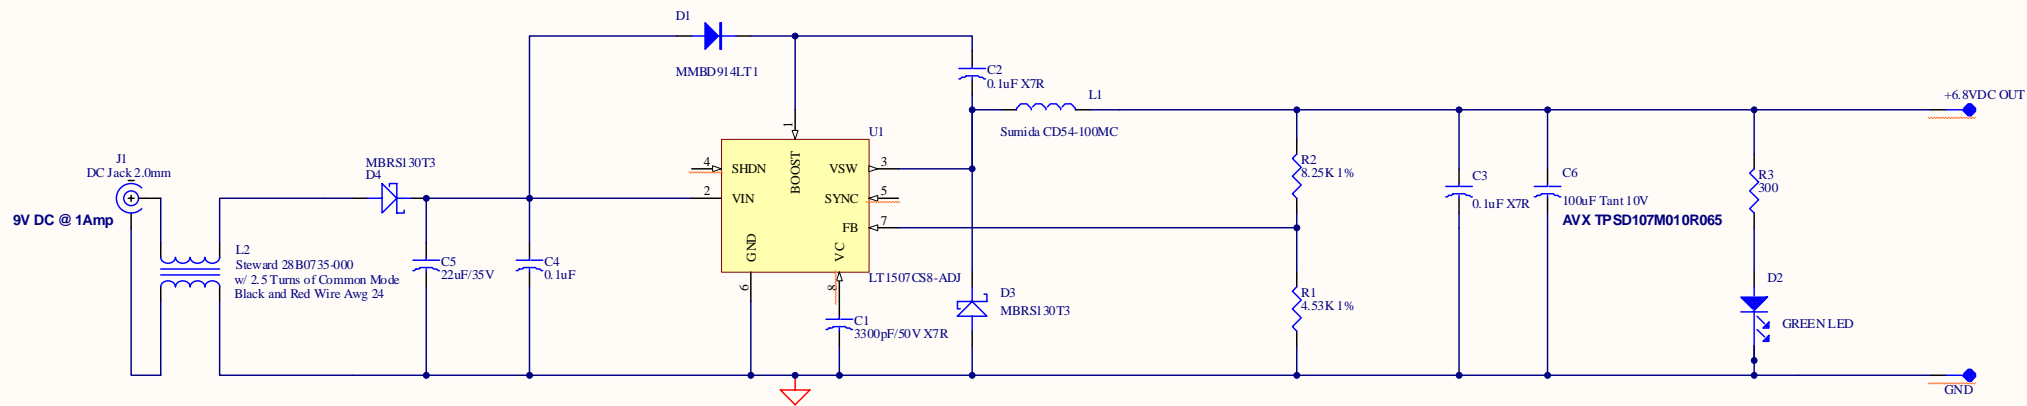 D1
MMBD914LT1
C2
0.1uF X7R
L1
Sumida CD54-100MC
+6.8VDC OUT
J1
DC Jack 2.0mm
9V DC @ 1Amp
MBRS130T3
D4
L2
Steward 28B0735-000
w/ 2.5 Turns of Common Mode
Black and Red Wire Awg 24
C5
22uF/35V
C4
0.1uF
U1
1
BOOST
4
SHDN
2
VIN
VSW
3
SYNC
5
FB
7
GND
6
VC
8
LT1507CS8-ADJ
C1
3300pF/50V X7R
D3
MBRS130T3
R2
8.25K 1%
R1
4.53K 1%
C3
0.1uF X7R
C6
100uF Tant 10V
AVX TPSD107M010R065
R3
300
D2
GREEN LED
GND